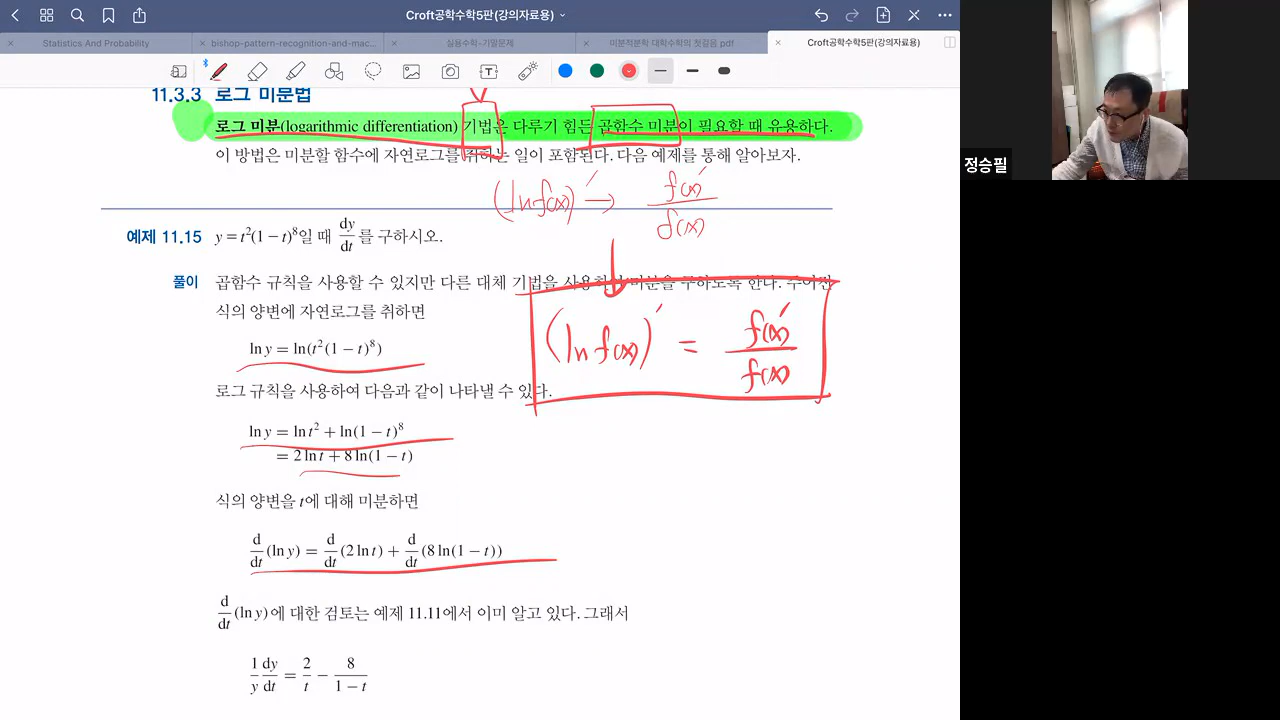 Croft공학수학5판(강의자료용)
Statistics And Probability
bishop-pattern-recognition-and-mac...
실용수학-기말문제
미분적분학 대학수학의 첫걸음.pdf
Croft공학수학5판(강의자료용)
11.3.3 로그 미분법
로그 미분(logarithmic differentiation) 기법은 다루기 힘든 곱함수 미분이 필요할 때 유용하다.
이 방법은 미분할 함수에 자연로그를 취하는 일이 포함된다. 다음 예제를 통해 알아보자.
(ln f(x))′ → f(x)′ / f(x)
예제 11.15 y = t²(1 − t)⁸일 때 dy/dt를 구하시오.
풀이 곱함수 규칙을 사용할 수 있지만 다른 대체 기법을 사용하여 미분을 구하도록 한다. 주어진
식의 양변에 자연로그를 취하면
(ln f(x))′ = f(x)′ / f(x)
ln y = ln(t²(1 − t)⁸)
로그 규칙을 사용하여 다음과 같이 나타낼 수 있다.
ln y = ln t² + ln(1 − t)⁸
= 2 ln t + 8 ln(1 − t)
식의 양변을 t에 대해 미분하면
d/dt (ln y) = d/dt (2 ln t) + d/dt (8 ln(1 − t))
d/dt (ln y)에 대한 검토는 예제 11.11에서 이미 알고 있다. 그래서
1/y dy/dt = 2/t − 8/(1 − t)
정승필